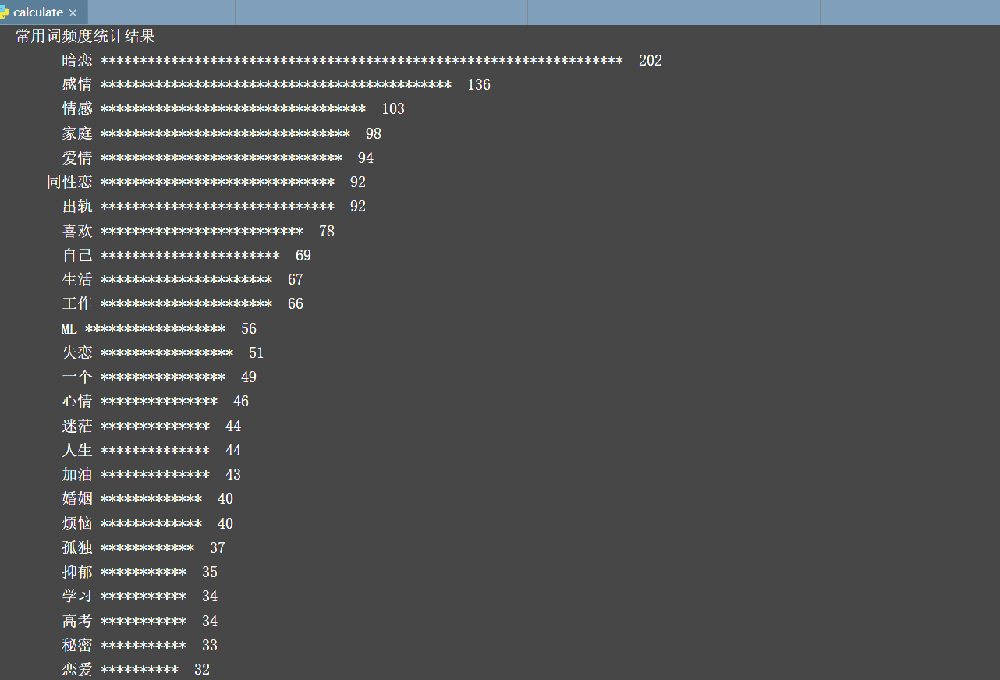 calculate
常用词频度统计结果
暗恋 ******************************************************************* 202
感情 ********************************************* 136
情感 ********************************** 103
家庭 ******************************** 98
爱情 ******************************* 94
同性恋 ****************************** 92
出轨 ****************************** 92
喜欢 ************************** 78
自己 *********************** 69
生活 ********************** 67
工作 ********************** 66
ML ****************** 56
失恋 ***************** 51
一个 **************** 49
心情 *************** 46
迷茫 ************** 44
人生 ************** 44
加油 ************** 43
婚姻 ************* 40
烦恼 ************* 40
孤独 ************ 37
抑郁 *********** 35
学习 *********** 34
高考 *********** 34
秘密 *********** 33
恋爱 ********** 32